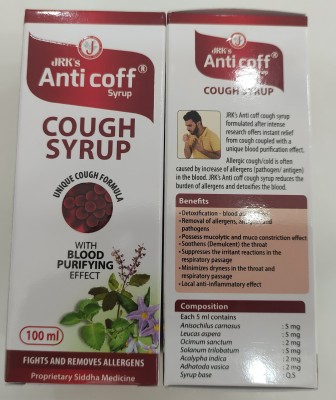 JRK's
Anti coff®
Syrup
COUGH
SYRUP
UNIQUE COUGH FORMULA
WITH
BLOOD
PURIFYING
EFFECT
100 ml
FIGHTS AND REMOVES ALLERGENS
Proprietary Siddha Medicine
JRK's
Anti coff®
Syrup
COUGH SYRUP
JRK's Anti coff cough syrup
formulated after intense
research offers instant relief
from cough coupled with a
unique blood purification effect.
Allergic cough/cold is often
caused by increase of allergens (pathogen/ antigen)
in the blood. JRK's Anti coff cough syrup reduces the
burden of allergens and detoxifies the blood.
Benefits
• Detoxification - blood
• Removal of allergens,
pathogens
• Possess mucolytic and muco constriction effect
• Soothens (Demulcent) the throat
• Suppresses the irritant reactions in the
respiratory passage
• Minimizes dryness in the throat and
respiratory passage
• Local anti-inflammatory effect
Composition
Each 5 ml contains
Anisochilus carnosus : 5 mg
Leucas aspera : 5 mg
Ocimum sanctum : 2 mg
Solanum trilobatum : 5 mg
Acalypha indica : 2 mg
Adhatoda vasica : 2 mg
Syrup base : Q.S